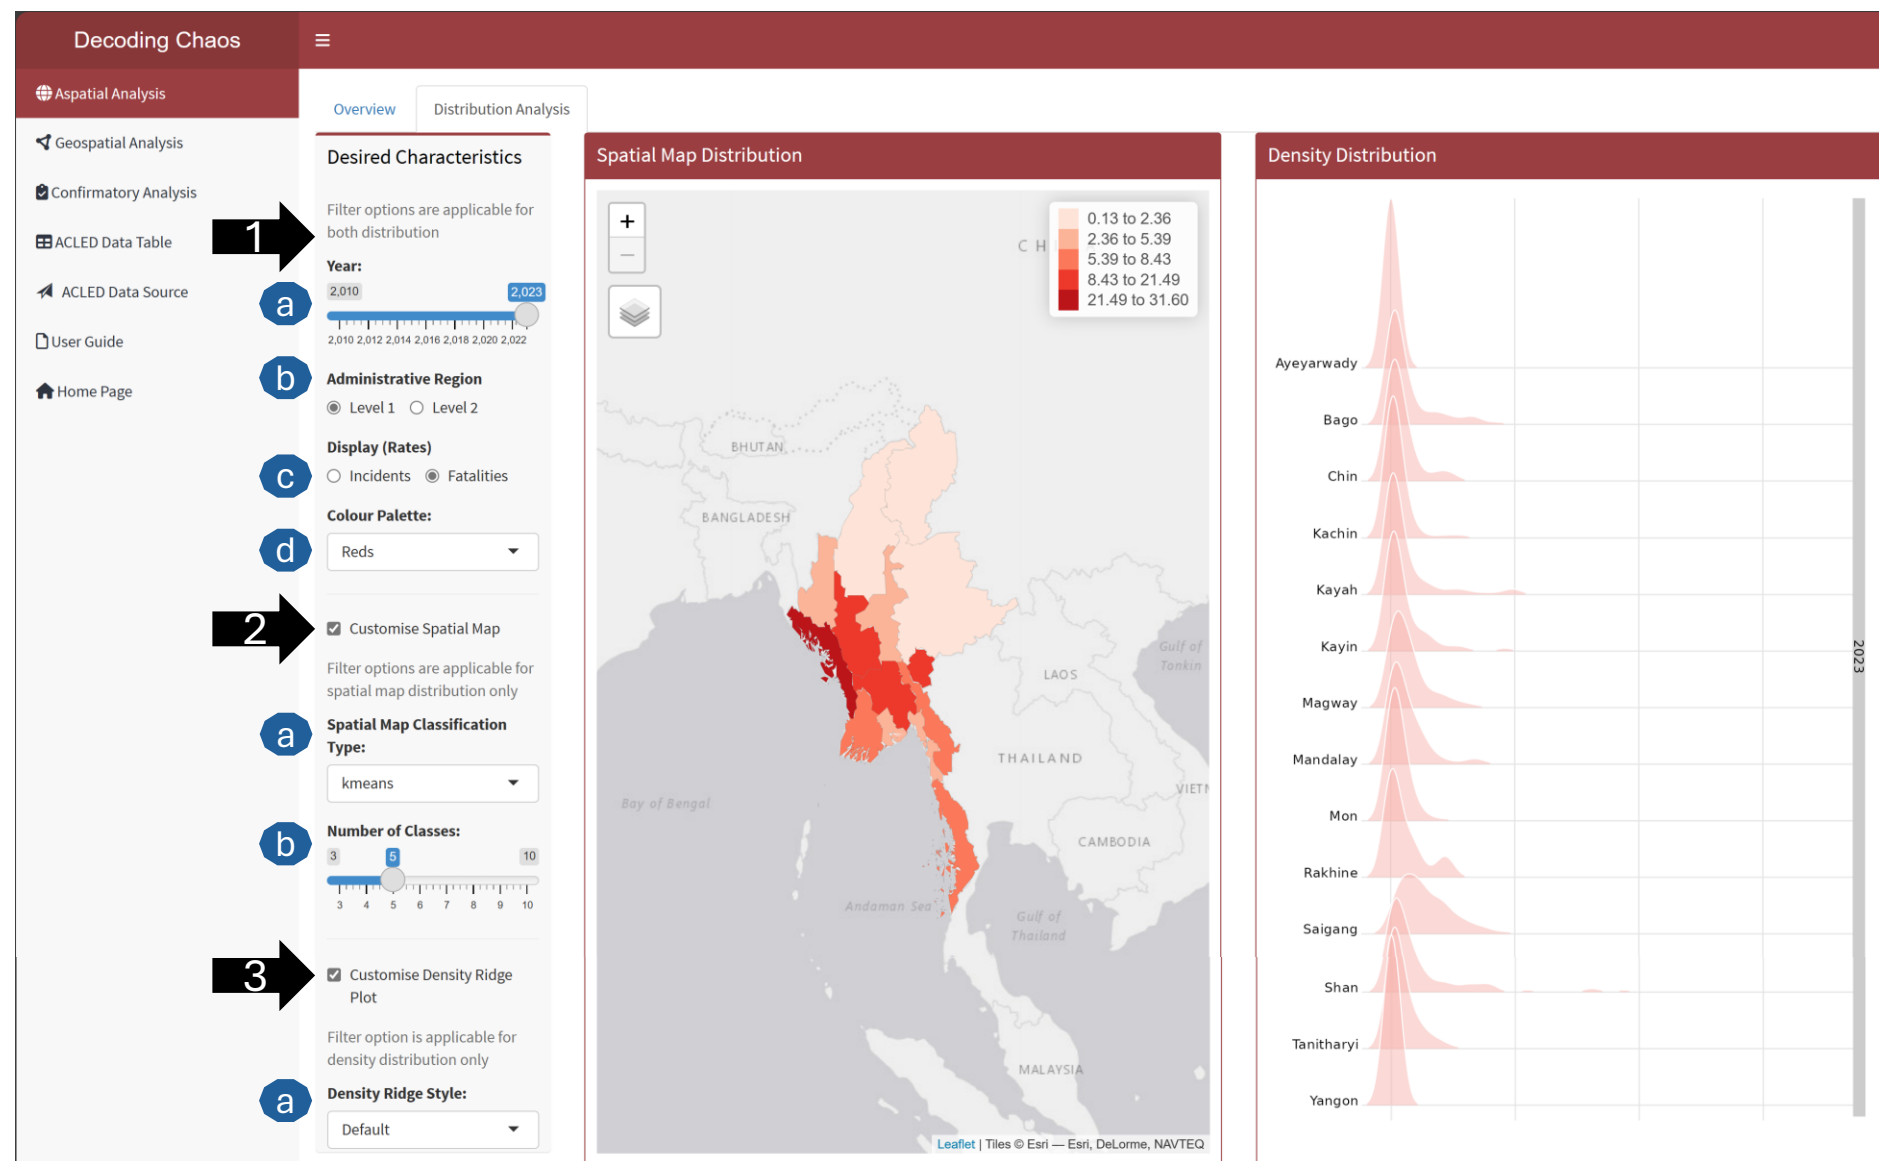 Decoding Chaos
Aspatial Analysis
Geospatial Analysis
Confirmatory Analysis
ACLED Data Table
ACLED Data Source
User Guide
Home Page
Overview
Distribution Analysis
1
a
b
c
d
2
a
b
3
a
Desired Characteristics
Filter options are applicable for
both distribution
Year:
2,010
2,023
2,010 2,012 2,014 2,016 2,018 2,020 2,022
Administrative Region
Level 1 Level 2
Display (Rates)
Incidents Fatalities
Colour Palette:
Reds
Customise Spatial Map
Filter options are applicable for
spatial map distribution only
Spatial Map Classification
Type:
kmeans
Number of Classes:
3 5 10
3 4 5 6 7 8 9 10
Customise Density Ridge
Plot
Filter option is applicable for
density distribution only
Density Ridge Style:
Default
Spatial Map Distribution
+
−
0.13 to 2.36
2.36 to 5.39
5.39 to 8.43
8.43 to 21.49
21.49 to 31.60
C H
BHUTAN
BANGLADESH
Gulf of
Tonkin
LAOS
THAILAND
VIET
Bay of Bengal
CAMBODIA
Andaman Sea
Gulf of
Thailand
MALAYSIA
Leaflet | Tiles © Esri — Esri, DeLorme, NAVTEQ
Density Distribution
Ayeyarwady
Bago
Chin
Kachin
Kayah
Kayin
Magway
Mandalay
Mon
Rakhine
Saigang
Shan
Tanitharyi
Yangon
2023